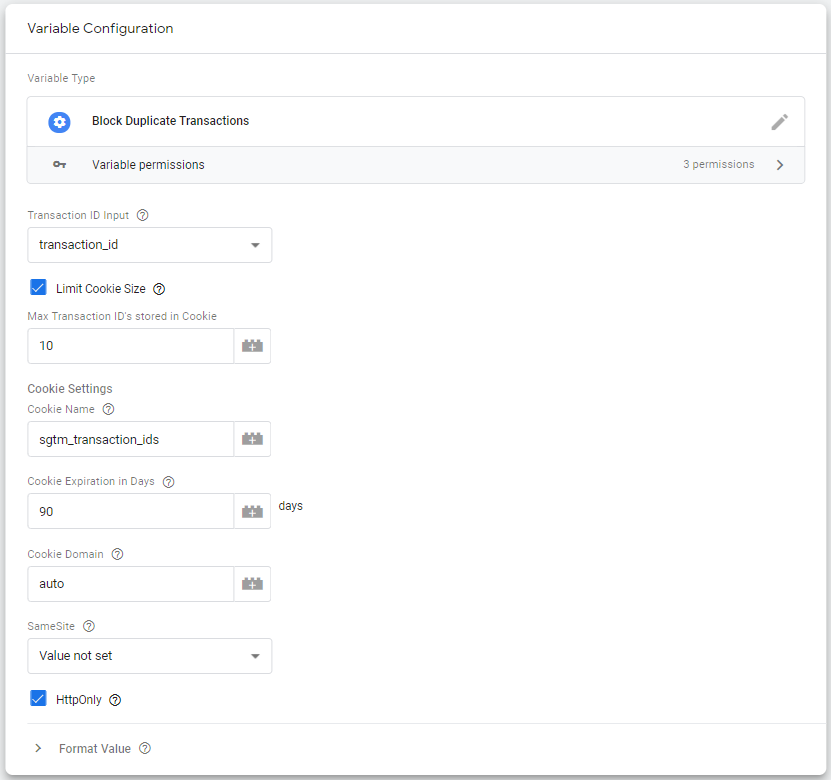 Variable Configuration
Variable Type
Block Duplicate Transactions
Variable permissions 3 permissions
Transaction ID Input
transaction_id
Limit Cookie Size
Max Transaction ID's stored in Cookie
10
Cookie Settings
Cookie Name
sgtm_transaction_ids
Cookie Expiration in Days
90 days
Cookie Domain
auto
SameSite
Value not set
HttpOnly
Format Value